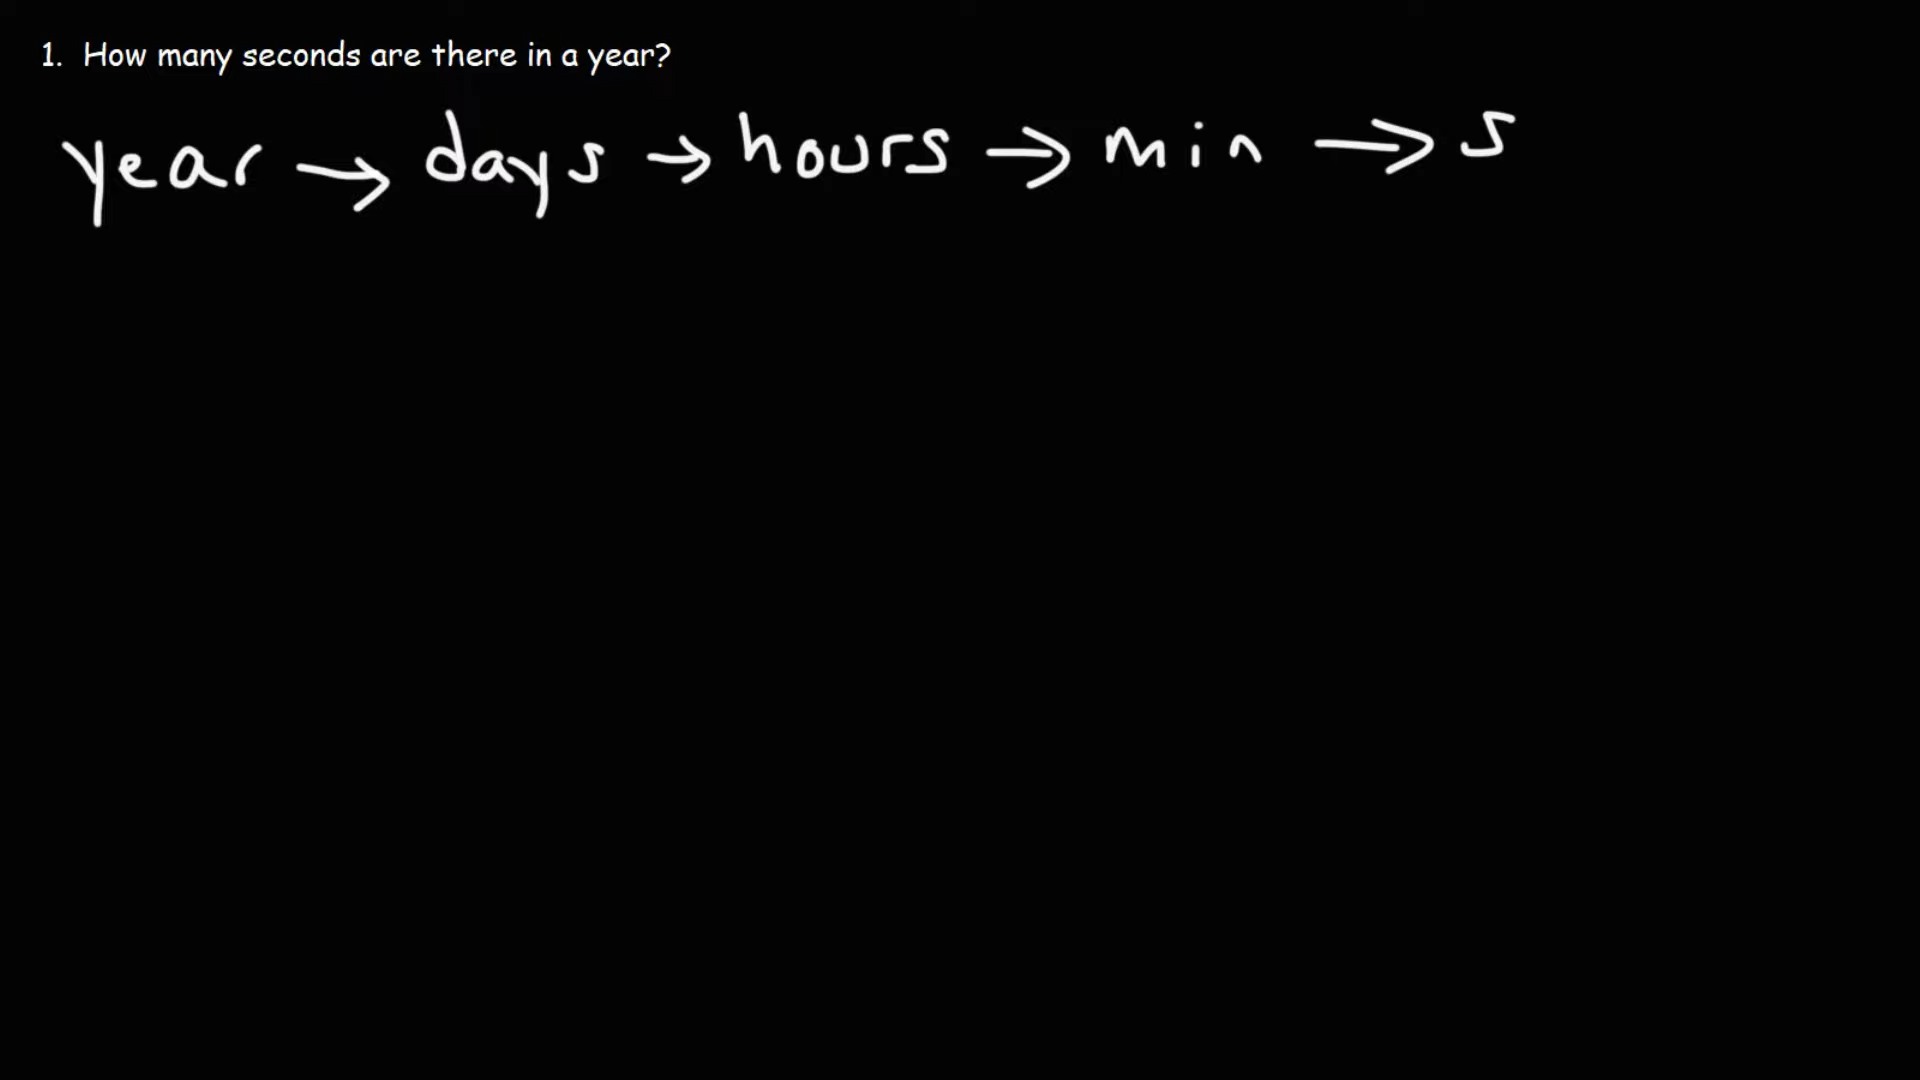 1. How many seconds are there in a year?
year → days → hours → min → s